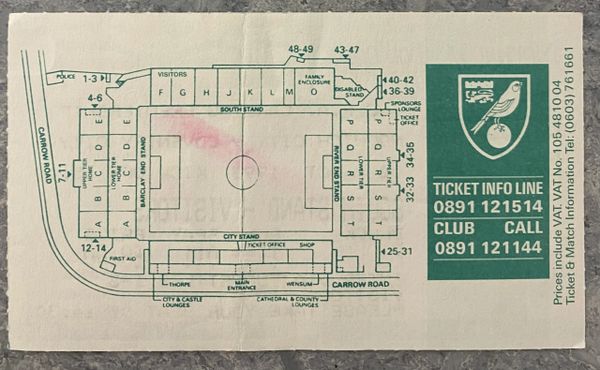 48-49
43-47
POLICE
1-3
VISITORS
FAMILY
ENCLOSURE
DISABLED
STAND
40-42
36-39
F G H J K L M O
4-6
SOUTH STAND
SPONSORS
LOUNGE
TICKET
OFFICE
CARROW ROAD
7-11
UPPER TIER
HOME
LOWER TIER
HOME
A B C D E
A B C D E
BARCLAY END STAND
RIVER END STAND
P Q R S T
LOWER TIER
P Q R S T
UPPER TIER
34-35
32-33
12-14
CITY STAND
TICKET OFFICE
SHOP
25-31
FIRST AID
THORPE
MAIN
ENTRANCE
WENSUM
CARROW ROAD
CITY & CASTLE
LOUNGES
CATHEDRAL & COUNTY
LOUNGES
TICKET INFO LINE
0891 121514
CLUB CALL
0891 121144
Prices include VAT. VAT No. 105 4810 04
Ticket & Match Information Tel: (0603) 761661